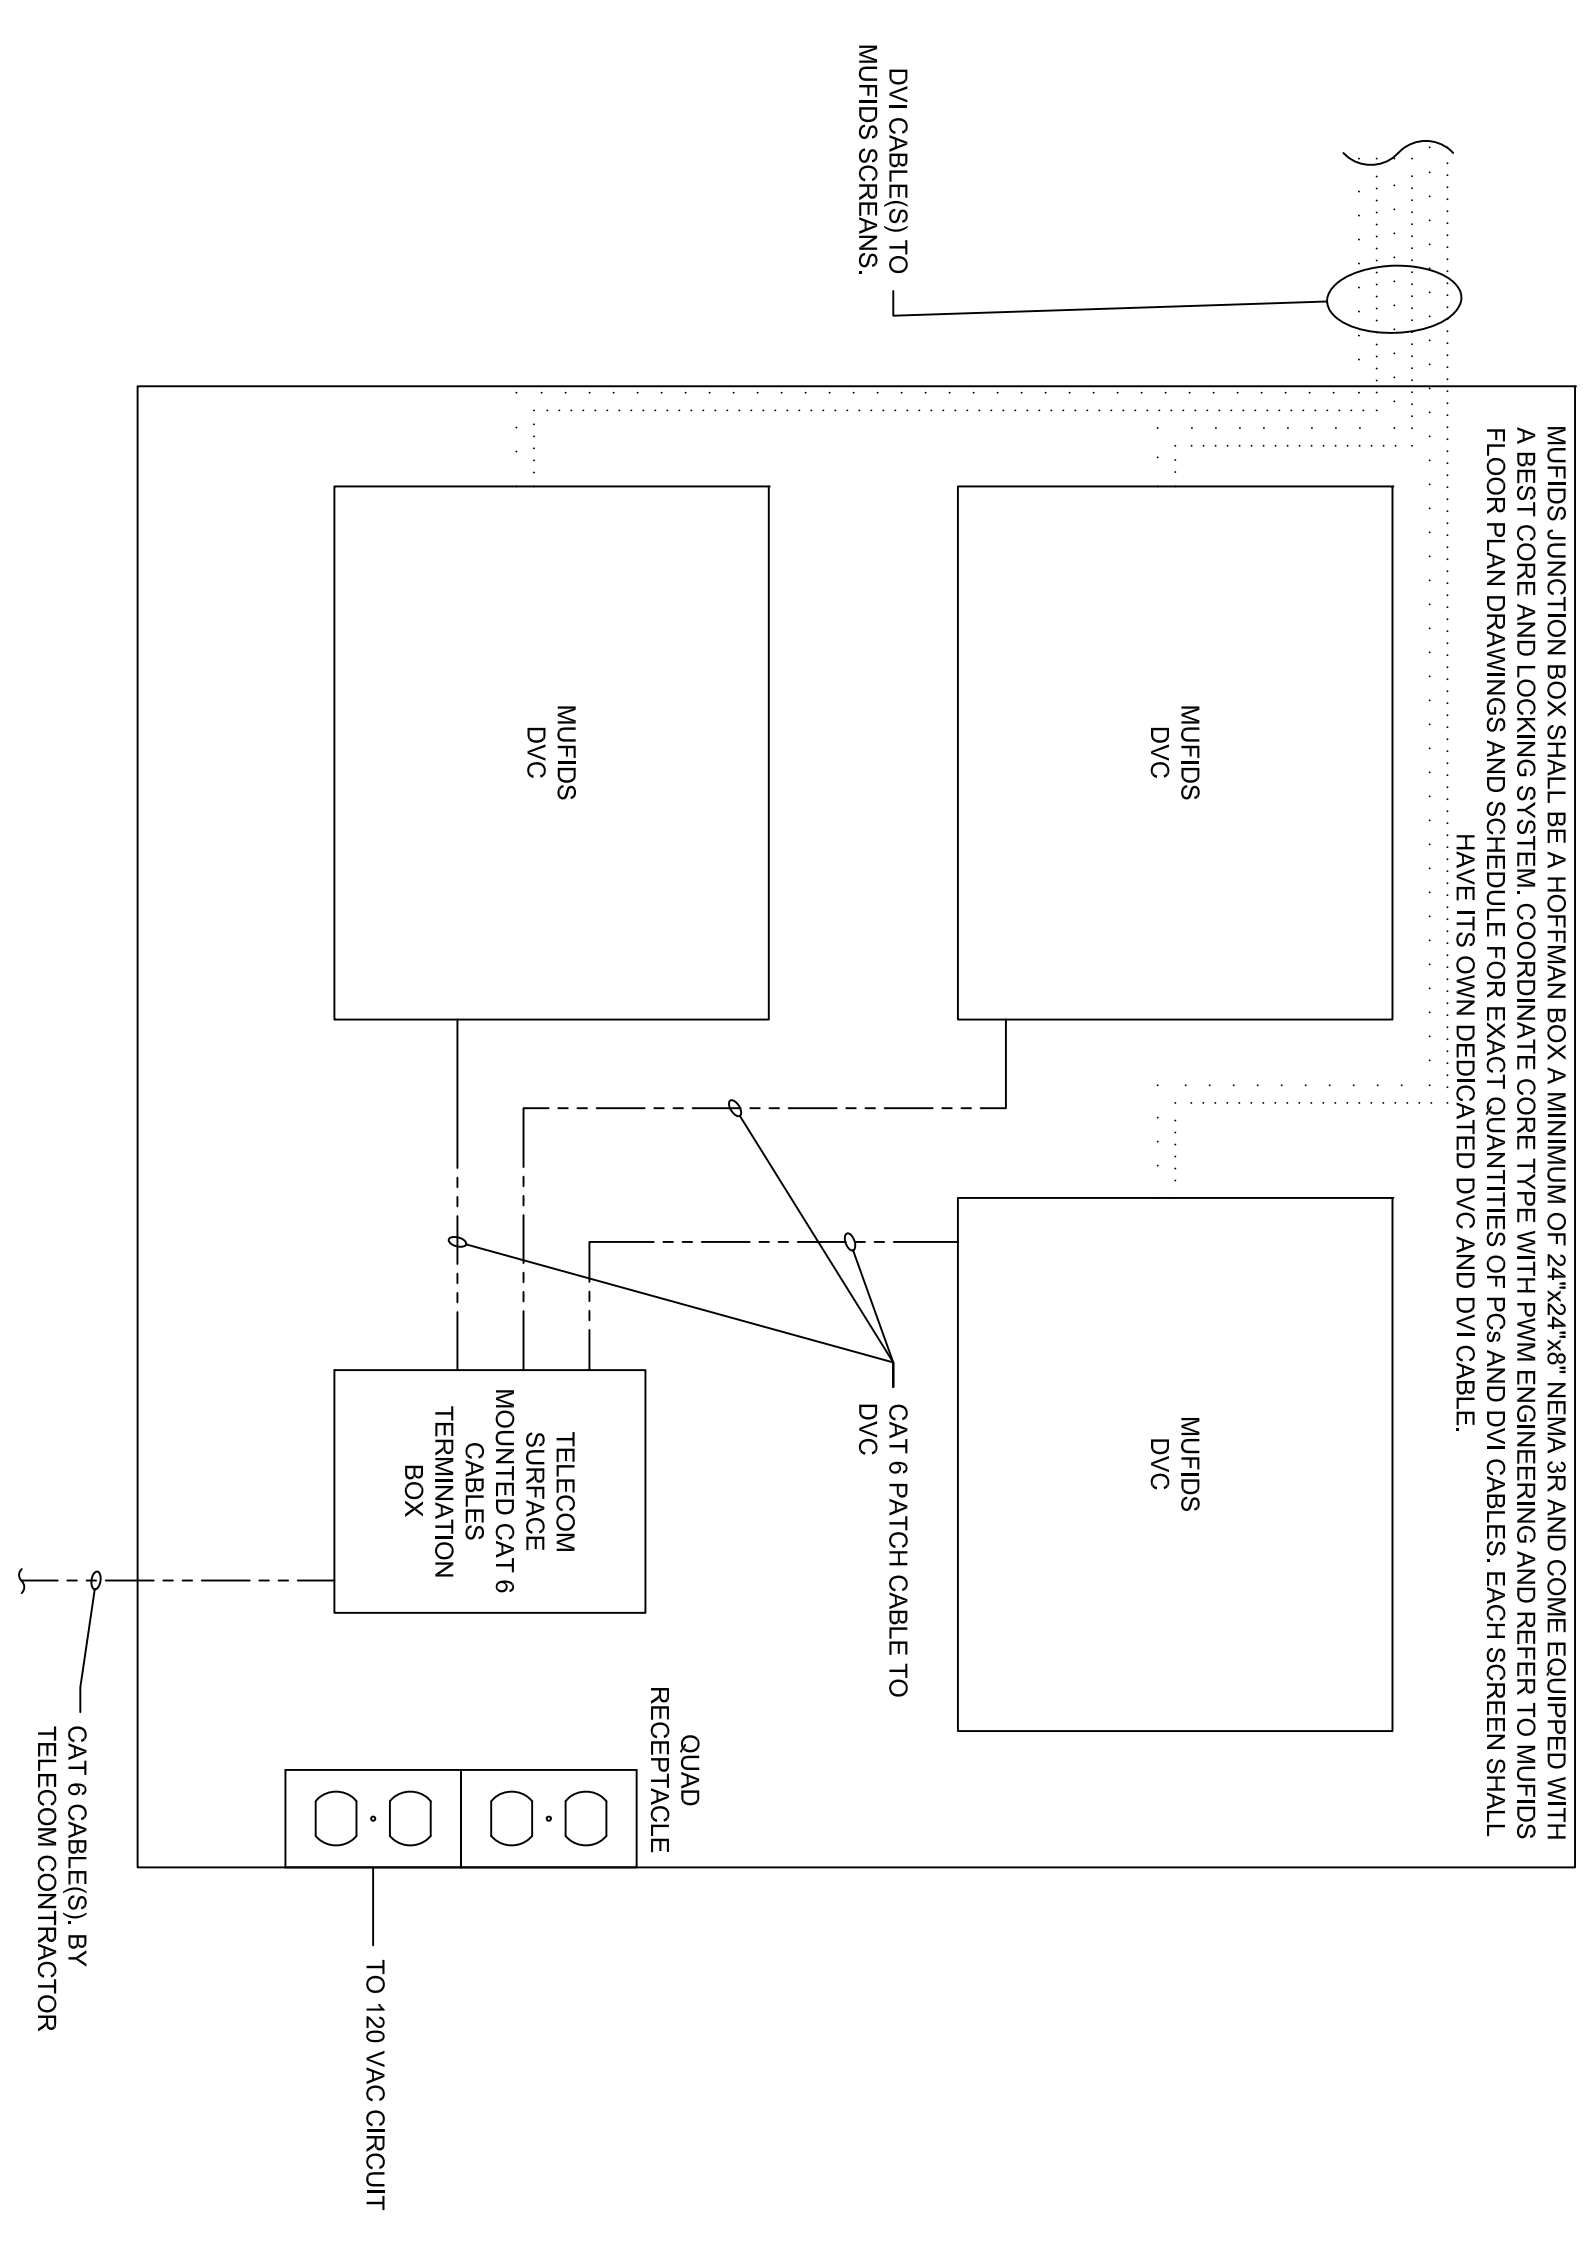 MUFIDS JUNCTION BOX SHALL BE A HOFFMAN BOX A MINIMUM OF 24"x24"x8" NEMA 3R AND COME EQUIPPED WITH
A BEST CORE AND LOCKING SYSTEM. COORDINATE CORE TYPE WITH PWM ENGINEERING AND REFER TO MUFIDS
FLOOR PLAN DRAWINGS AND SCHEDULE FOR EXACT QUANTITIES OF PCs AND DVI CABLES. EACH SCREEN SHALL
HAVE ITS OWN DEDICATED DVC AND DVI CABLE.
MUFIDS
DVC
MUFIDS
DVC
DVI CABLE(S) TO
MUFIDS SCREANS.
CAT 6 PATCH CABLE TO
DVC
MUFIDS
DVC
TELECOM
SURFACE
MOUNTED CAT 6
CABLES
TERMINATION
BOX
QUAD
RECEPTACLE
TO 120 VAC CIRCUIT
CAT 6 CABLE(S). BY
TELECOM CONTRACTOR